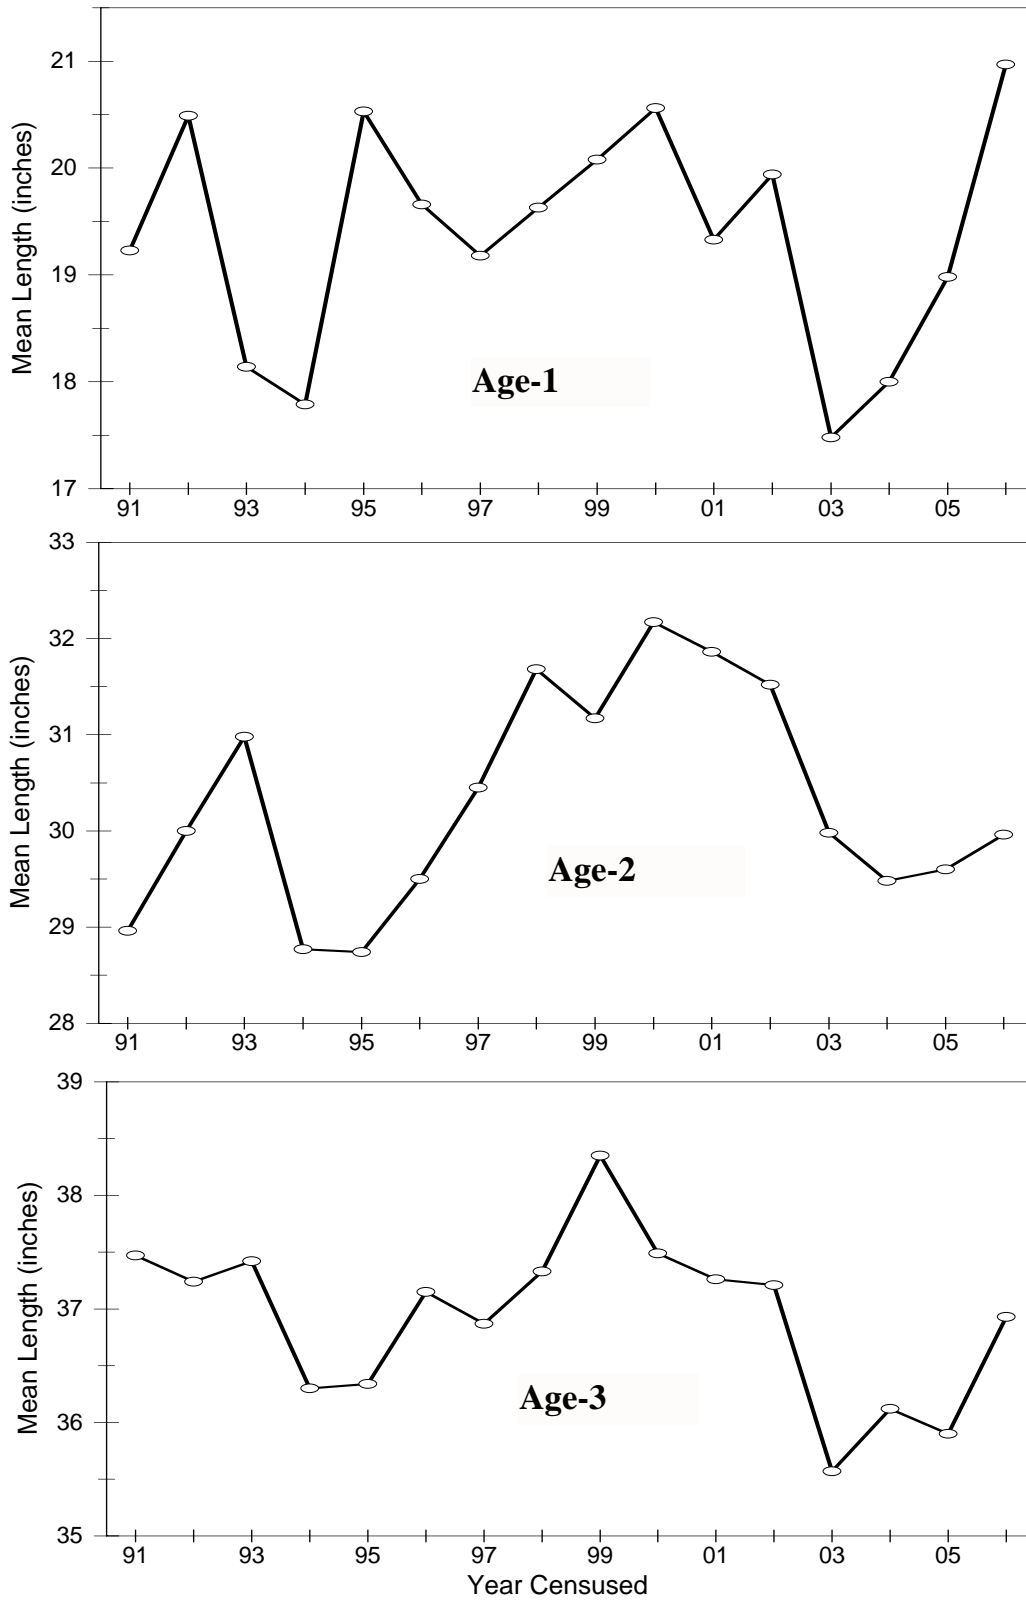 Mean Length (inches)
21
20
19
18
17
Age-1
91 93 95 97 99 01 03 05
Mean Length (inches)
33
32
31
30
29
28
Age-2
91 93 95 97 99 01 03 05
Mean Length (inches)
39
38
37
36
35
Age-3
91 93 95 97 99 01 03 05
Year Censused